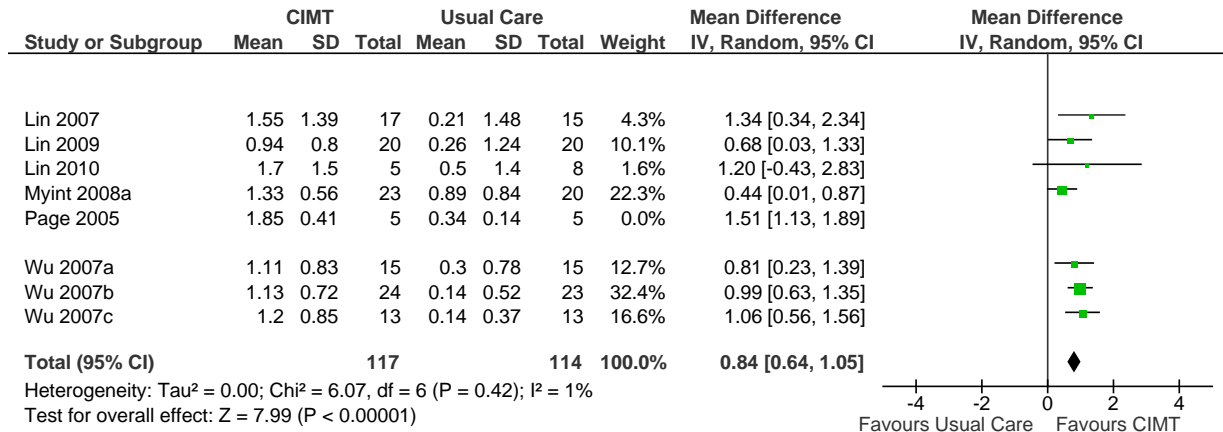 CIMT Usual Care Mean Difference Mean Difference
Study or Subgroup Mean SD Total Mean SD Total Weight IV, Random, 95% CI IV, Random, 95% CI
Lin 2007 1.55 1.39 17 0.21 1.48 15 4.3% 1.34 [0.34, 2.34]
Lin 2009 0.94 0.8 20 0.26 1.24 20 10.1% 0.68 [0.03, 1.33]
Lin 2010 1.7 1.5 5 0.5 1.4 8 1.6% 1.20 [-0.43, 2.83]
Myint 2008a 1.33 0.56 23 0.89 0.84 20 22.3% 0.44 [0.01, 0.87]
Page 2005 1.85 0.41 5 0.34 0.14 5 0.0% 1.51 [1.13, 1.89]
Wu 2007a 1.11 0.83 15 0.3 0.78 15 12.7% 0.81 [0.23, 1.39]
Wu 2007b 1.13 0.72 24 0.14 0.52 23 32.4% 0.99 [0.63, 1.35]
Wu 2007c 1.2 0.85 13 0.14 0.37 13 16.6% 1.06 [0.56, 1.56]
Total (95% CI) 117 114 100.0% 0.84 [0.64, 1.05]
Heterogeneity: Tau² = 0.00; Chi² = 6.07, df = 6 (P = 0.42); I² = 1%
Test for overall effect: Z = 7.99 (P < 0.00001)
-4 -2 0 2 4
Favours Usual Care Favours CIMT